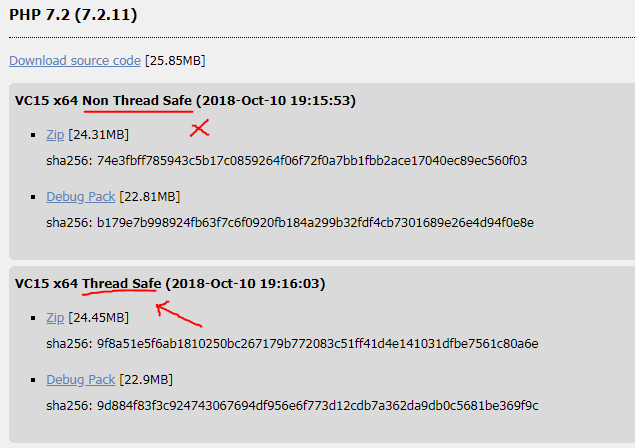 PHP 7.2 (7.2.11)
Download source code [25.85MB]
VC15 x64 Non Thread Safe (2018-Oct-10 19:15:53)
Zip [24.31MB]
sha256: 74e3fbff785943c5b17c0859264f06f72f0a7bb1fbb2ace17040ec89ec560f03
Debug Pack [22.81MB]
sha256: b179e7b998924fb63f7c6f0920fb184a299b32fdf4cb7301689e26e4d94f0e8e
VC15 x64 Thread Safe (2018-Oct-10 19:16:03)
Zip [24.45MB]
sha256: 9f8a51e5f6ab1810250bc267179b772083c51ff41d4e141031dfbe7561c80a6e
Debug Pack [22.9MB]
sha256: 9d884f83f3c924743067694df956e6f773d12cdb7a362da9db0c5681be369f9c